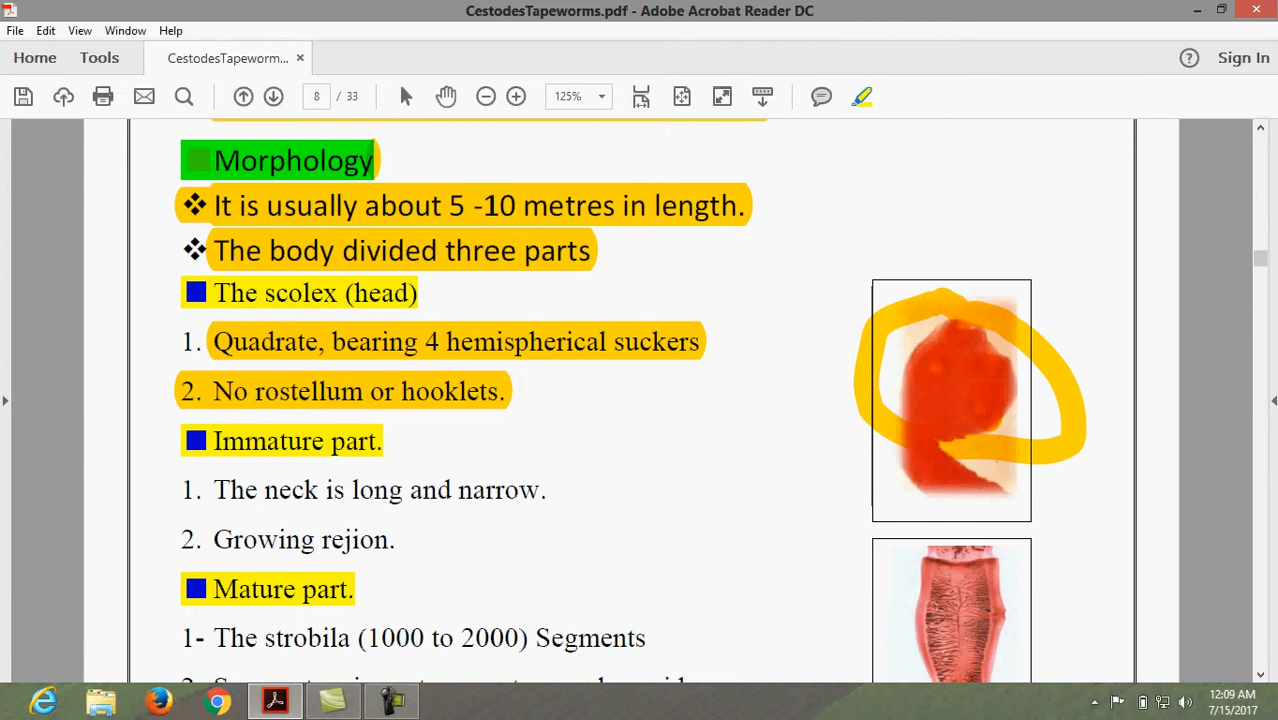 CestodesTapeworms.pdf - Adobe Acrobat Reader DC
File Edit View Window Help
Home Tools CestodesTapeworm... × Sign In
8 / 33 125%
Morphology
❖ It is usually about 5 -10 metres in length.
❖ The body divided three parts
The scolex (head)
1. Quadrate, bearing 4 hemispherical suckers
2. No rostellum or hooklets.
Immature part.
1. The neck is long and narrow.
2. Growing rejion.
Mature part.
1- The strobila (1000 to 2000) Segments
12:09 AM
7/15/2017